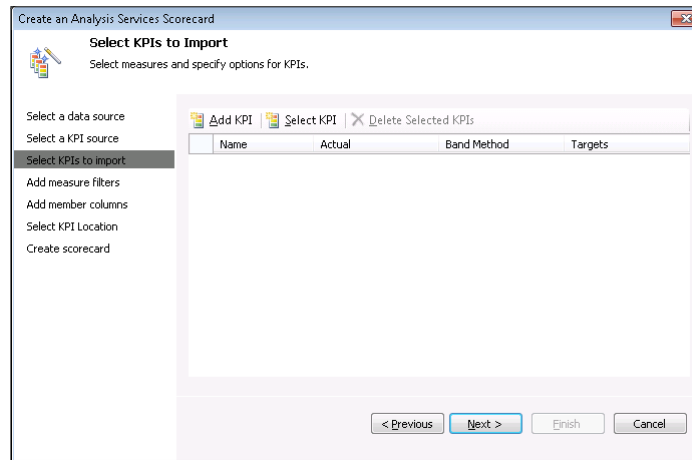 Create an Analysis Services Scorecard
Select KPIs to Import
Select measures and specify options for KPIs.
Select a data source
Select a KPI source
Select KPIs to import
Add measure filters
Add member columns
Select KPI Location
Create scorecard
Add KPI Select KPI Delete Selected KPIs
Name Actual Band Method Targets
< Previous Next > Finish Cancel